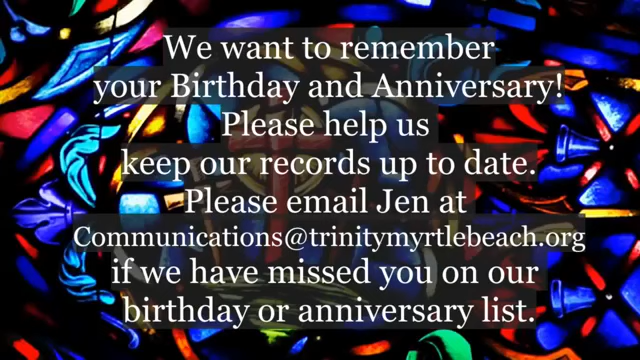 We want to remember
your Birthday and Anniversary!
Please help us
keep our records up to date.
Please email Jen at
Communications@trinitymyrtlebeach.org
if we have missed you on our
birthday or anniversary list.